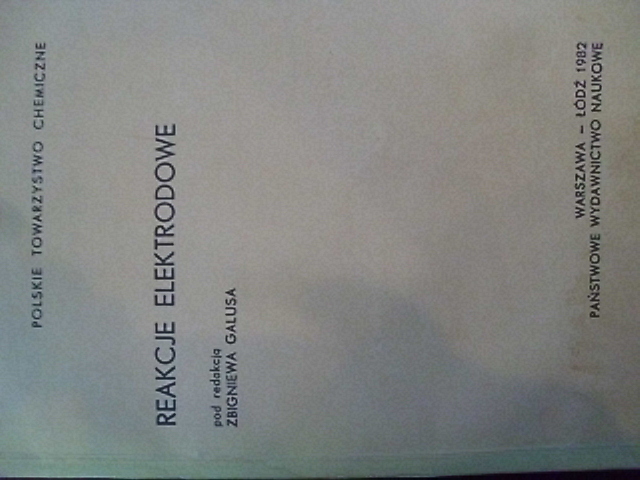 POLSKIE TOWARZYSTWO CHEMICZNE
REAKCJE ELEKTRODOWE
pod redakcją
ZBIGNIEWA GALUSA
WARSZAWA – ŁÓDŹ 1982
PAŃSTWOWE WYDAWNICTWO NAUKOWE